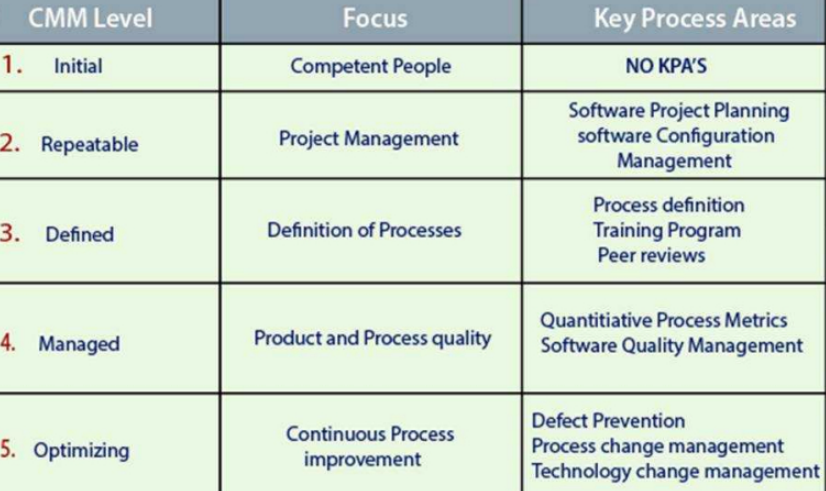 CMM Level Focus Key Process Areas
1. Initial Competent People NO KPA'S
2. Repeatable Project Management Software Project Planning
software Configuration
Management
3. Defined Definition of Processes Process definition
Training Program
Peer reviews
4. Managed Product and Process quality Quantitiative Process Metrics
Software Quality Management
5. Optimizing Continuous Process
improvement Defect Prevention
Process change management
Technology change management